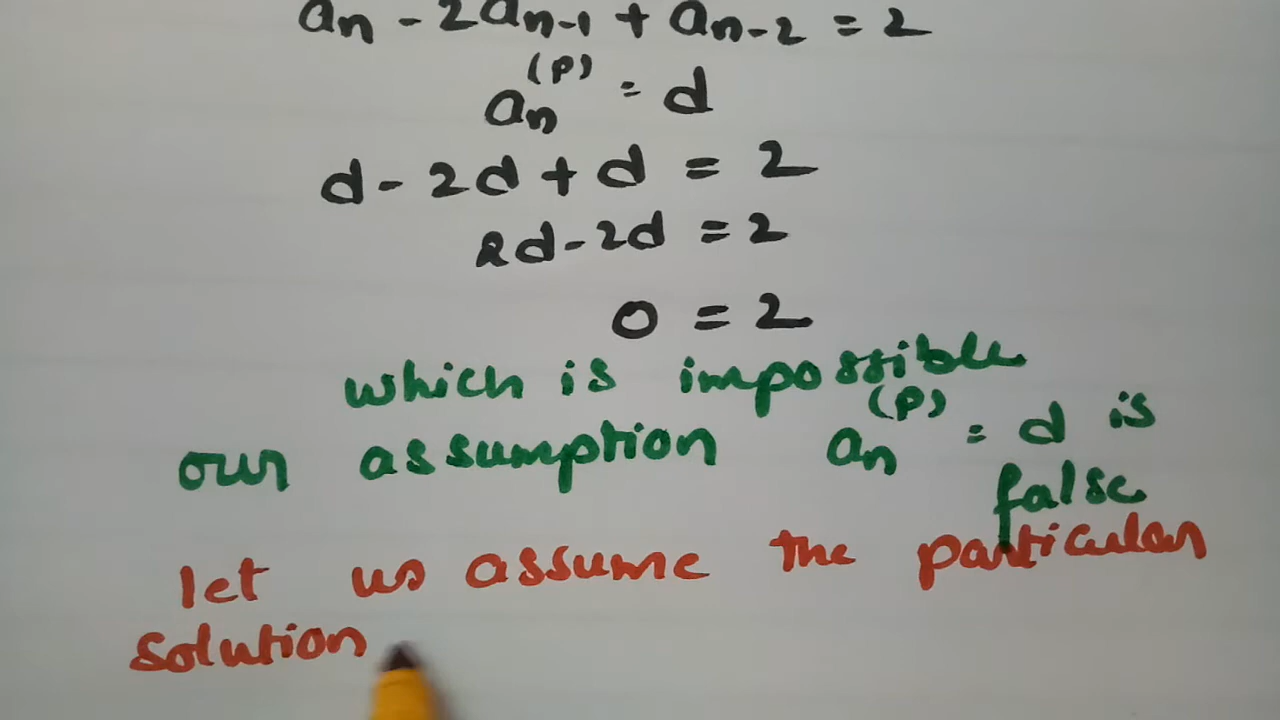 an - 2an-1 + an-2 = 2
an(P) = d
d - 2d + d = 2
2d - 2d = 2
0 = 2
which is impossible
our assumption an(P) = d is
false
let us assume the particular
solution